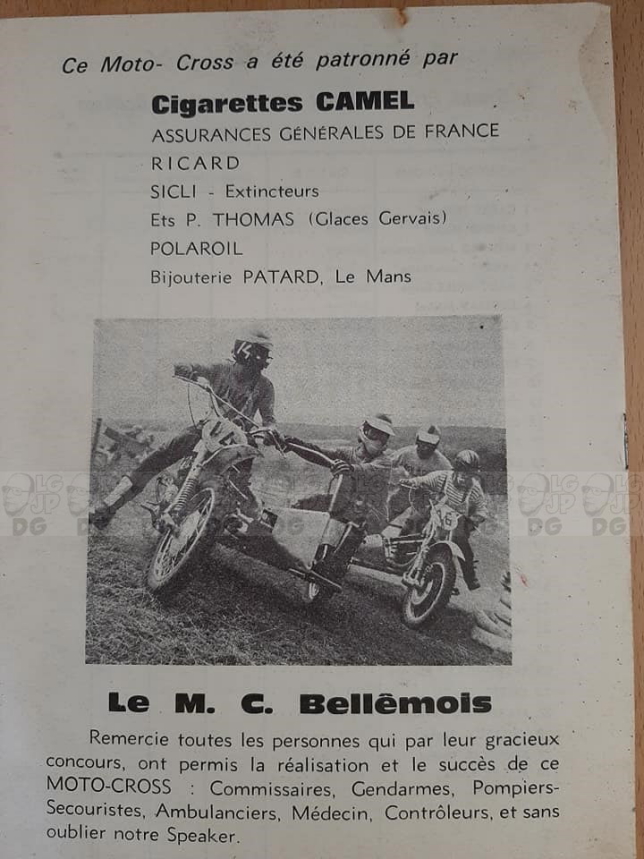 Ce Moto- Cross a été patronné par
Cigarettes CAMEL
ASSURANCES GÉNÉRALES DE FRANCE
RICARD
SICLI - Extincteurs
Ets P. THOMAS (Glaces Gervais)
POLAROIL
Bijouterie PATARD, Le Mans
LG JP DG
Le M. C. Bellêmois
Remercie toutes les personnes qui par leur gracieux
concours, ont permis la réalisation et le succès de ce
MOTO-CROSS : Commissaires, Gendarmes, Pompiers-
Secouristes, Ambulanciers, Médecin, Contrôleurs, et sans
oublier notre Speaker.